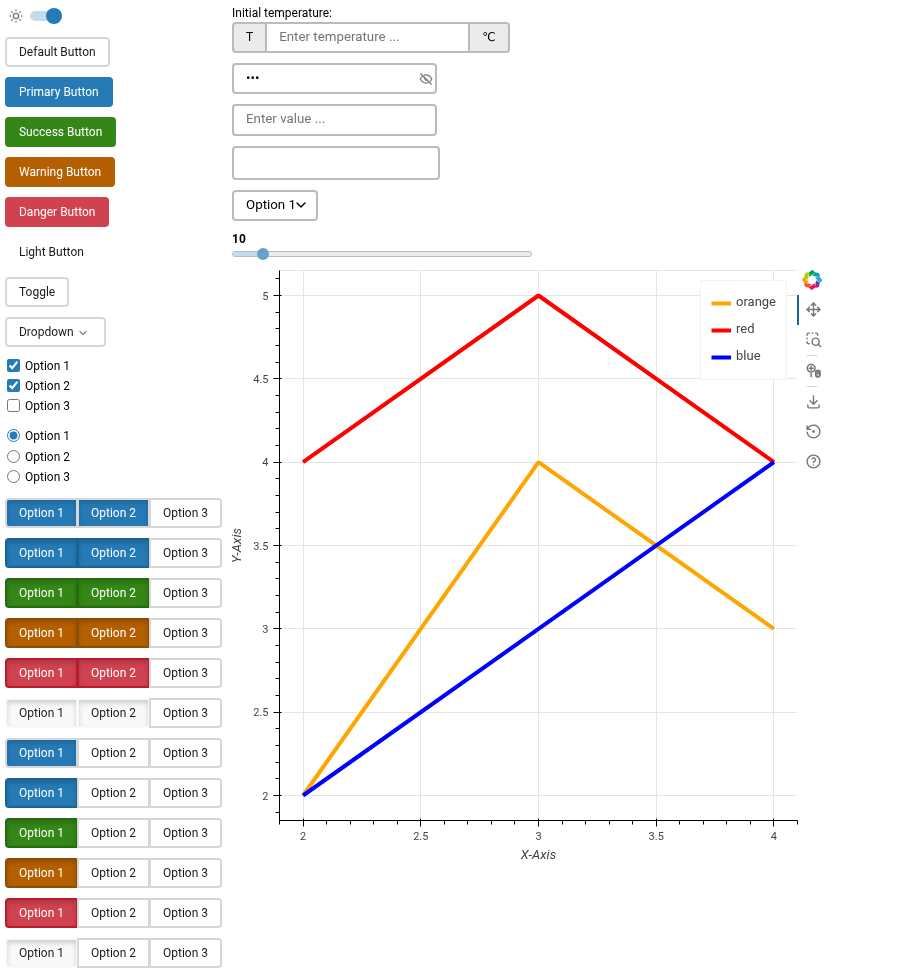 Default Button
Primary Button
Success Button
Warning Button
Danger Button
Light Button
Toggle
Dropdown
Option 1
Option 2
Option 3
Option 1
Option 2
Option 3
Option 1 Option 2 Option 3
Option 1 Option 2 Option 3
Option 1 Option 2 Option 3
Option 1 Option 2 Option 3
Option 1 Option 2 Option 3
Option 1 Option 2 Option 3
Option 1 Option 2 Option 3
Option 1 Option 2 Option 3
Option 1 Option 2 Option 3
Option 1 Option 2 Option 3
Option 1 Option 2 Option 3
Option 1 Option 2 Option 3
Initial temperature:
T Enter temperature ... °C
•••
Enter value ...
Option 1
10
orange
red
blue
5
4.5
4
3.5
3
2.5
2
Y-Axis
2 2.5 3 3.5 4
X-Axis